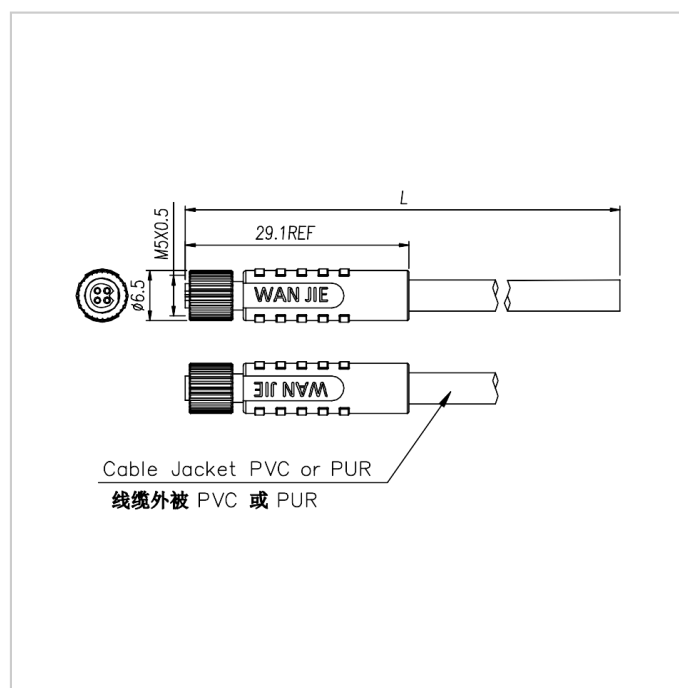 L
29.1REF
M5X0.5
ø6.5
WAN JIE
WAN JIE
Cable Jacket PVC or PUR
线缆外被 PVC 或 PUR